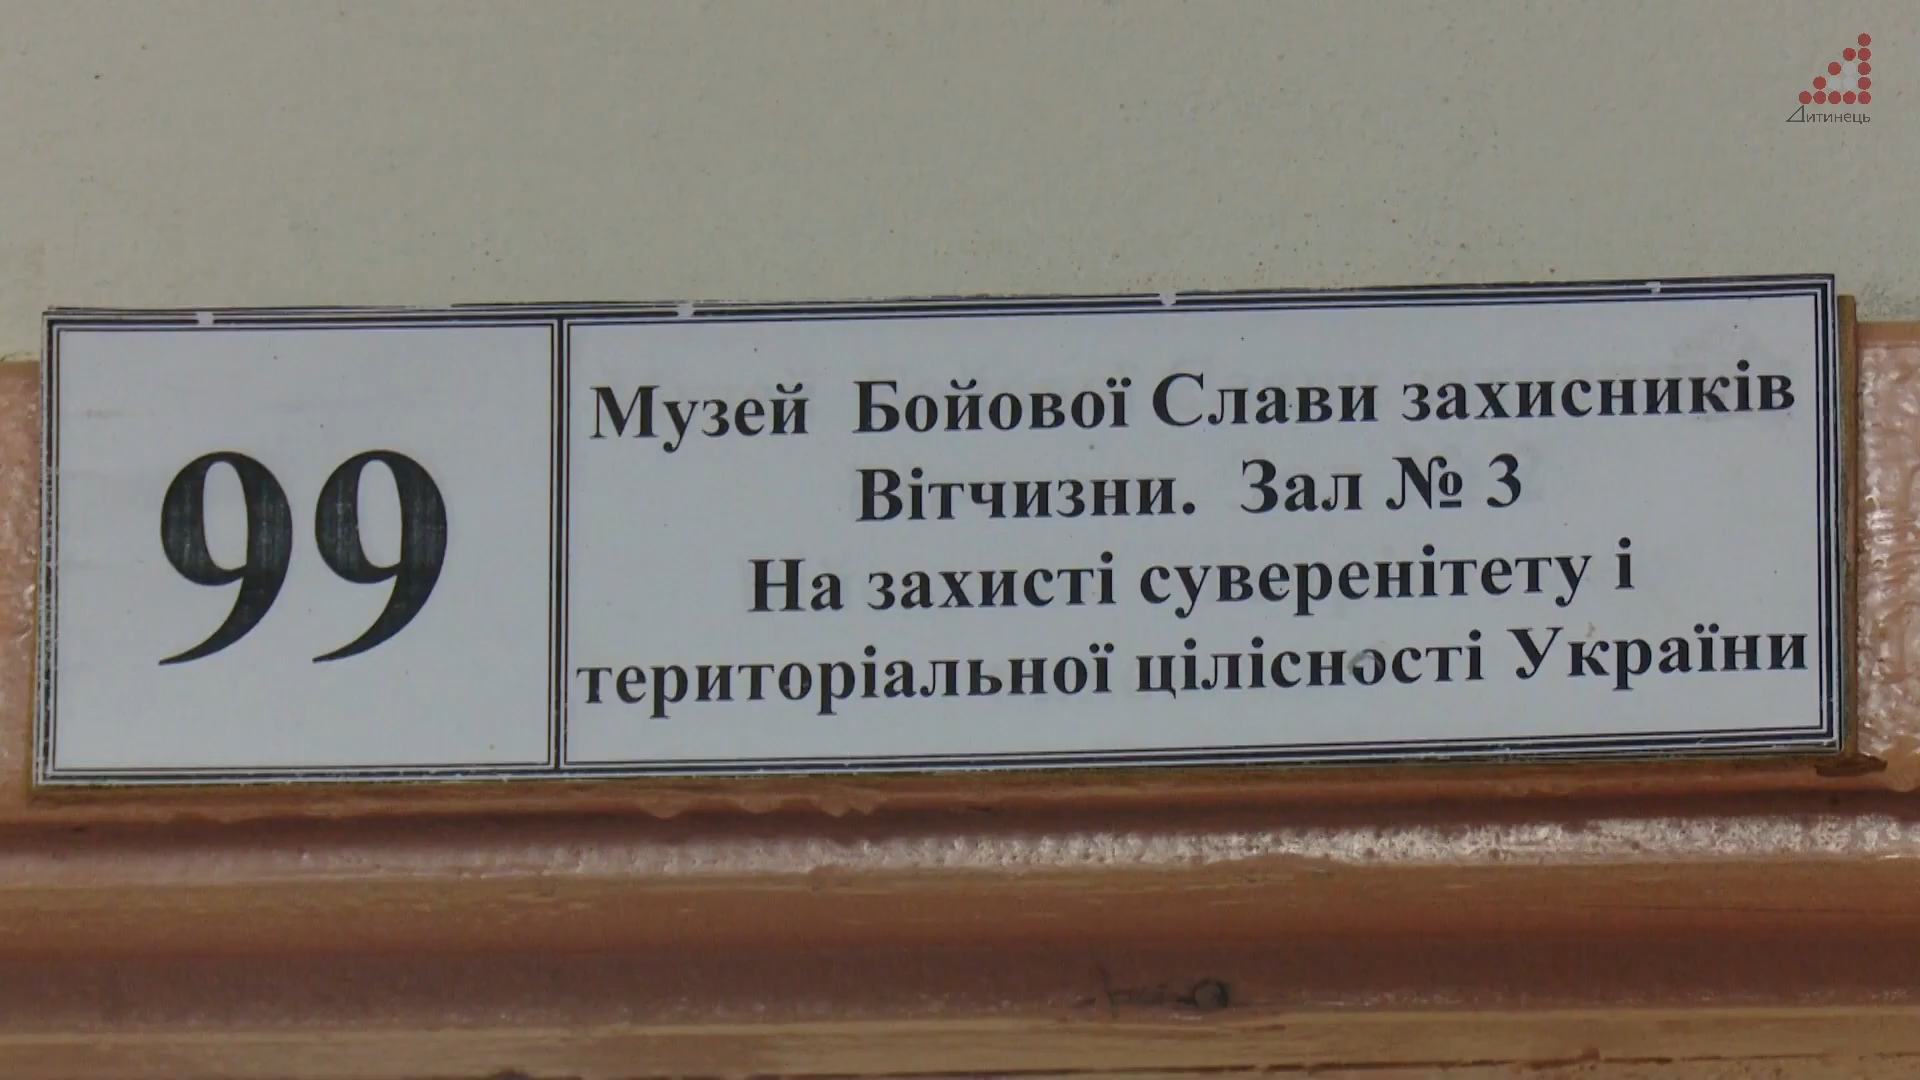 Дитинець
99
Музей Бойової Слави захисників
Вітчизни. Зал № 3
На захисті суверенітету і
територіальної цілісності України